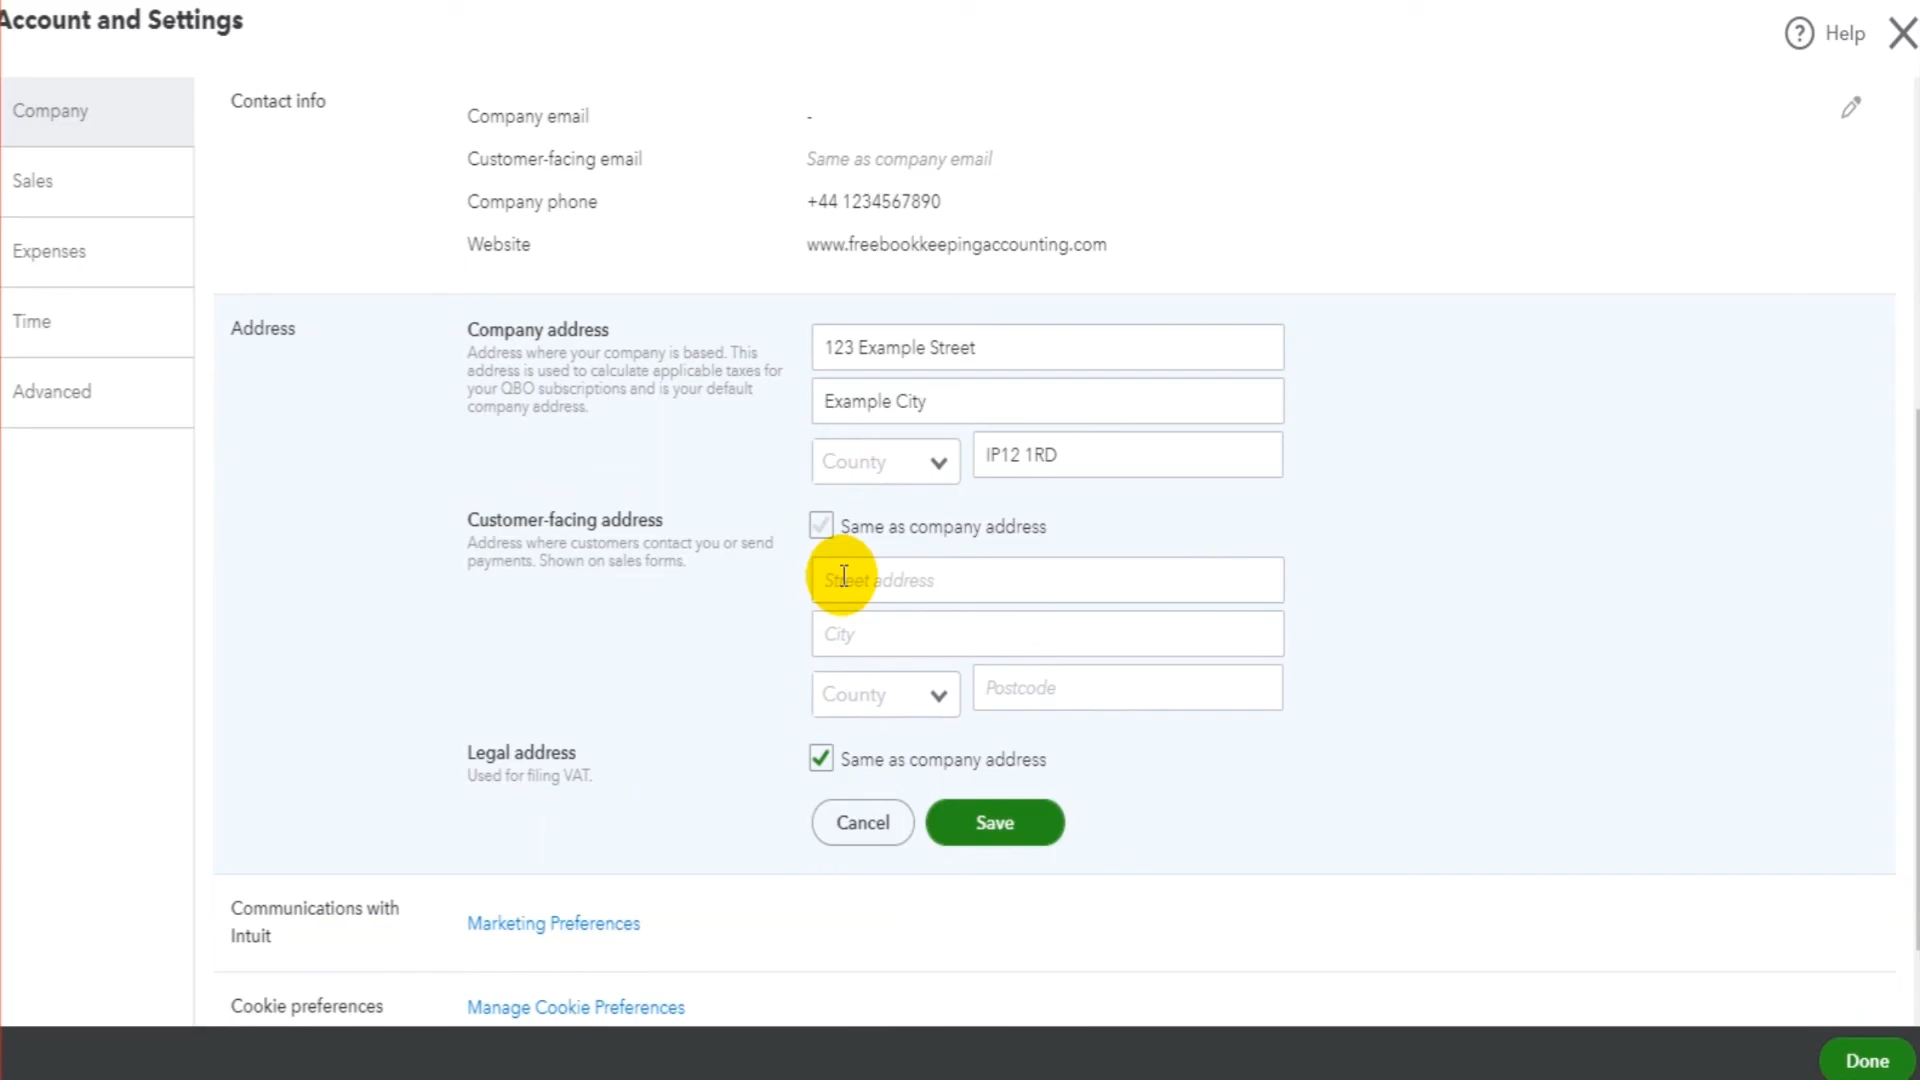 Account and Settings
? Help
Company
Sales
Expenses
Time
Advanced
Contact info
Company email -
Customer-facing email Same as company email
Company phone +44 1234567890
Website www.freebookkeepingaccounting.com
Address
Company address
Address where your company is based. This
address is used to calculate applicable taxes for
your QBO subscriptions and is your default
company address.
123 Example Street
Example City
County IP12 1RD
Customer-facing address
Address where customers contact you or send
payments. Shown on sales forms.
Same as company address
Street address
City
County Postcode
Legal address
Used for filing VAT.
Same as company address
Cancel Save
Communications with
Intuit
Marketing Preferences
Cookie preferences Manage Cookie Preferences
Done